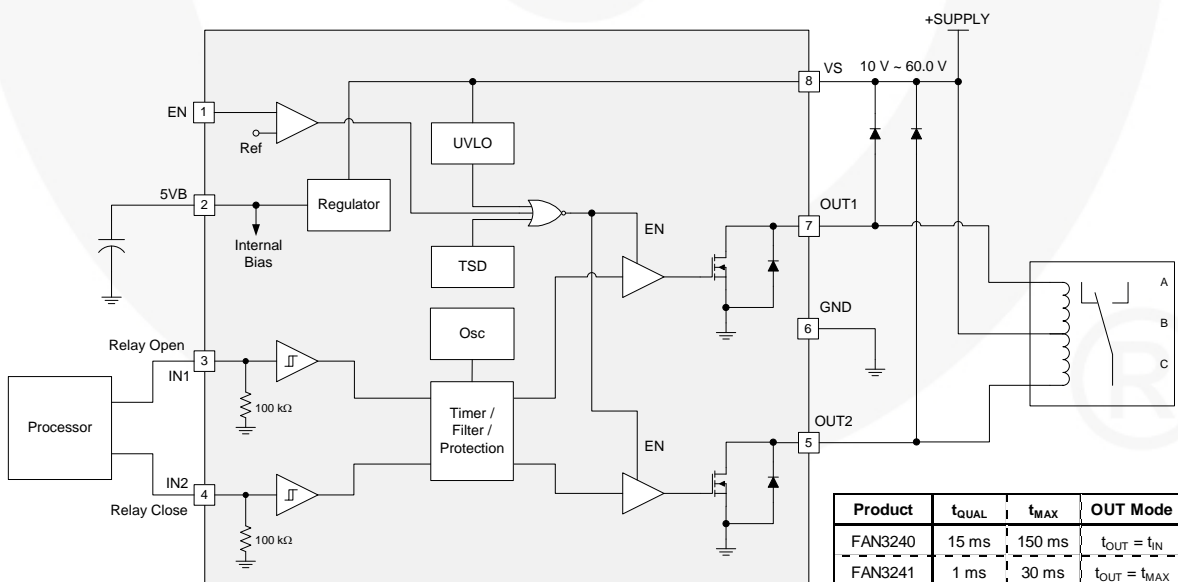 +SUPPLY
VS
10 V ~ 60.0 V
8
EN
1
Ref
UVLO
5VB
2
Regulator
Internal
Bias
TSD
EN
OUT1
7
GND
6
A
B
C
Osc
Relay Open
3
IN1
100 kΩ
Processor
Timer /
Filter /
Protection
EN
OUT2
5
IN2
4
Relay Close
100 kΩ
Product tQUAL tMAX OUT Mode
FAN3240 15 ms 150 ms tOUT = tIN
FAN3241 1 ms 30 ms tOUT = tMAX
®